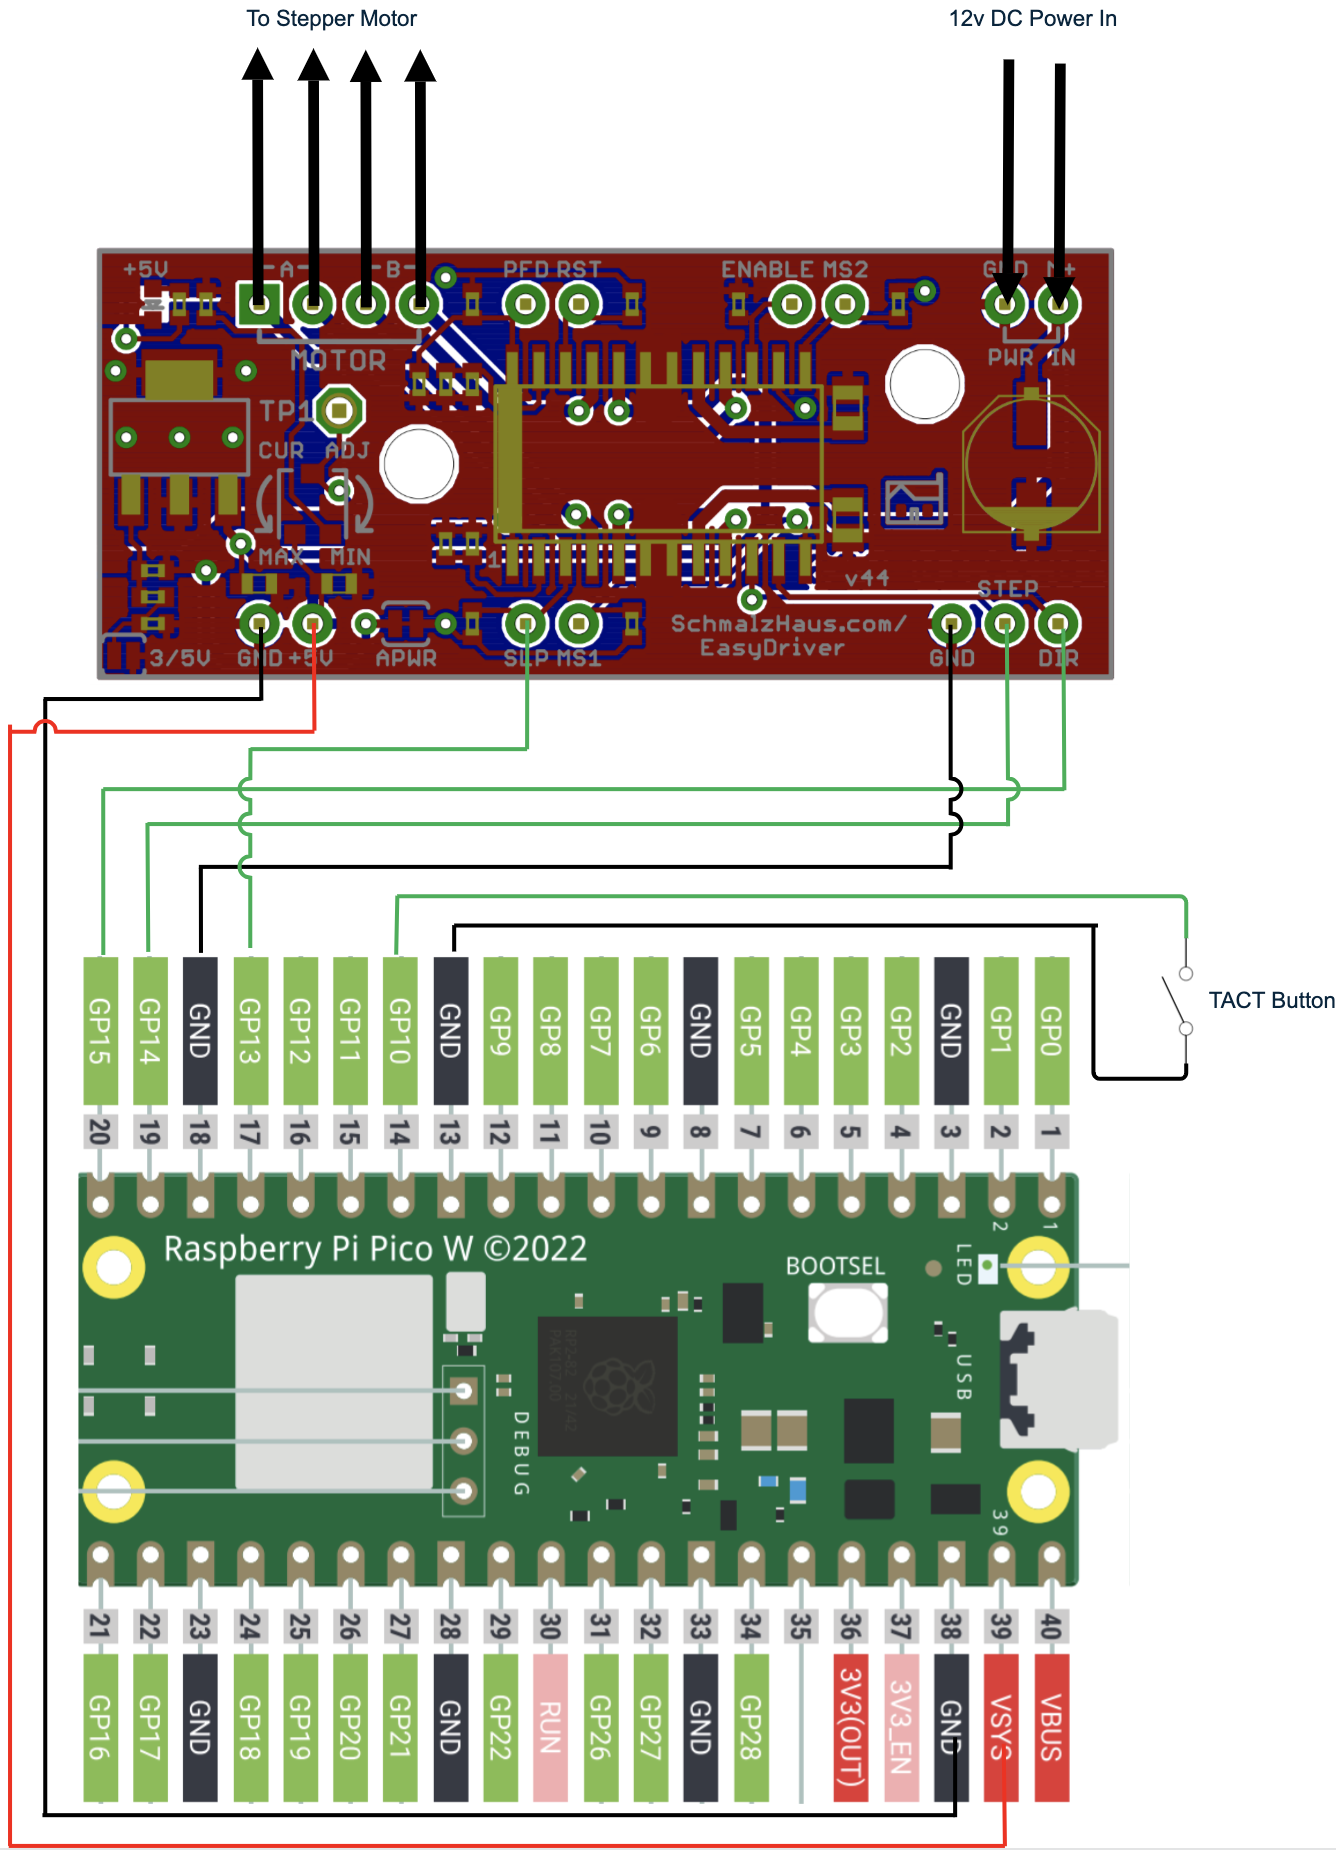 To Stepper Motor
12v DC Power In
+5V
A
B
PFD RST
ENABLE MS2
GND
M+
MOTOR
PWR IN
TP1
CUR ADJ
MAX MIN
1
v44
STEP
SchmalzHaus.com/
EasyDriver
3/5V
GND +5V
APWR
SLP MS1
GND
DIR
TACT Button
GP15
GP14
GND
GP13
GP12
GP11
GP10
GND
GP9
GP8
GP7
GP6
GND
GP5
GP4
GP3
GP2
GND
GP1
GP0
20
19
18
17
16
15
14
13
12
11
10
9
8
7
6
5
4
3
2
1
2
1
Raspberry Pi Pico W ©2022
BOOTSEL
LED
USB
DEBUG
39
21
22
23
24
25
26
27
28
29
30
31
32
33
34
35
36
37
38
39
40
GP16
GP17
GND
GP18
GP19
GP20
GP21
GND
GP22
RUN
GP26
GP27
GND
GP28
3V3(OUT)
3V3_EN
GND
VSYS
VBUS